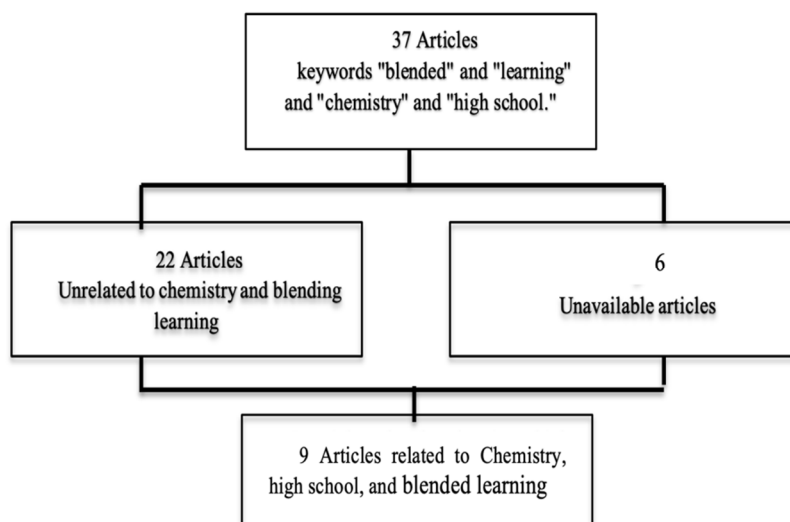 37 Articles
keywords "blended" and "learning"
and "chemistry" and "high school."
22 Articles
Unrelated to chemistry and blending
learning
6
Unavailable articles
9 Articles related to Chemistry,
high school, and blended learning